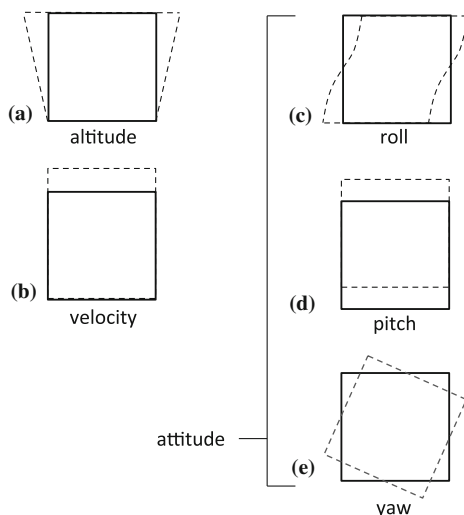 (a)
altitude
(b)
velocity
(c)
roll
(d)
pitch
attitude
(e)
yaw